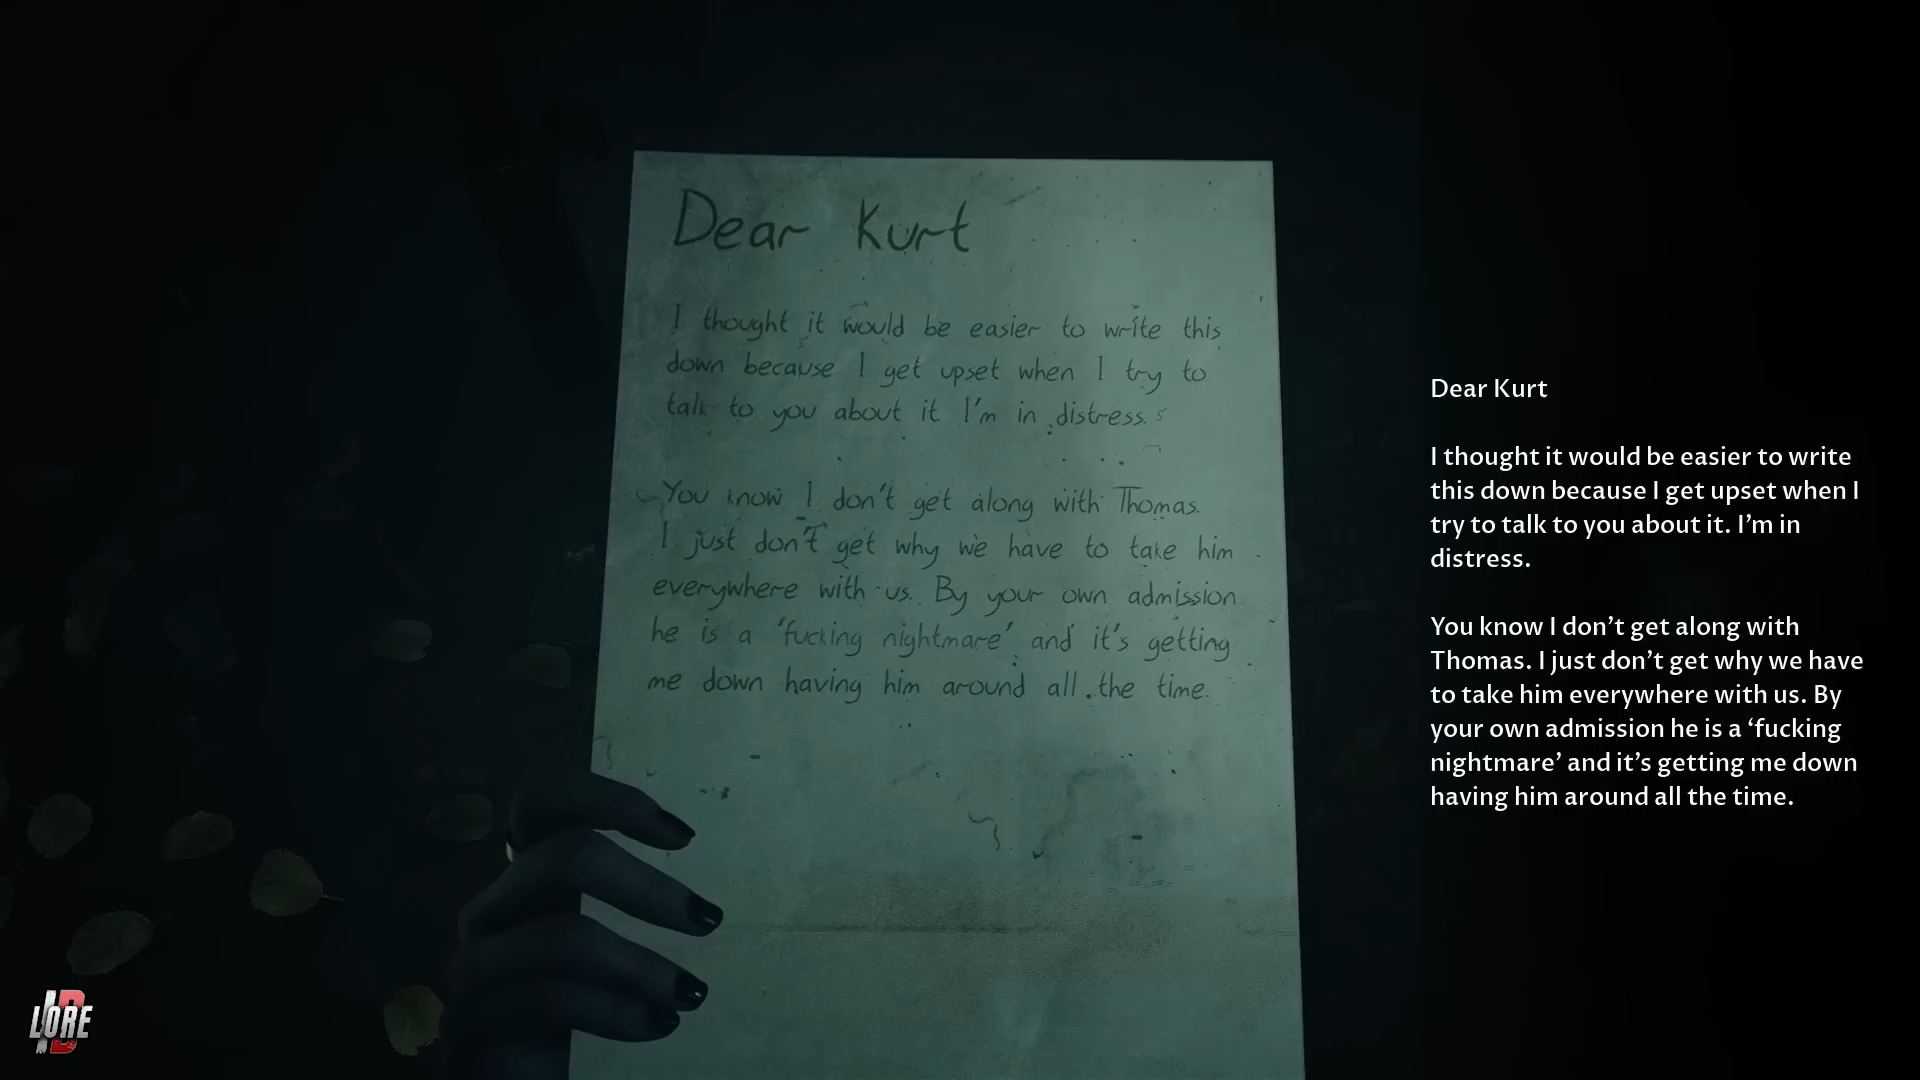 Dear Kurt
I thought it would be easier to write this
down because I get upset when I try to
talk to you about it I'm in distress.
You know I don't get along with Thomas.
I just don't get why we have to take him
everywhere with us. By your own admission
he is a 'fucking nightmare' and it's getting
me down having him around all the time.
Dear Kurt
I thought it would be easier to write
this down because I get upset when I
try to talk to you about it. I’m in
distress.
You know I don’t get along with
Thomas. I just don’t get why we have
to take him everywhere with us. By
your own admission he is a ‘fucking
nightmare’ and it’s getting me down
having him around all the time.
LORE